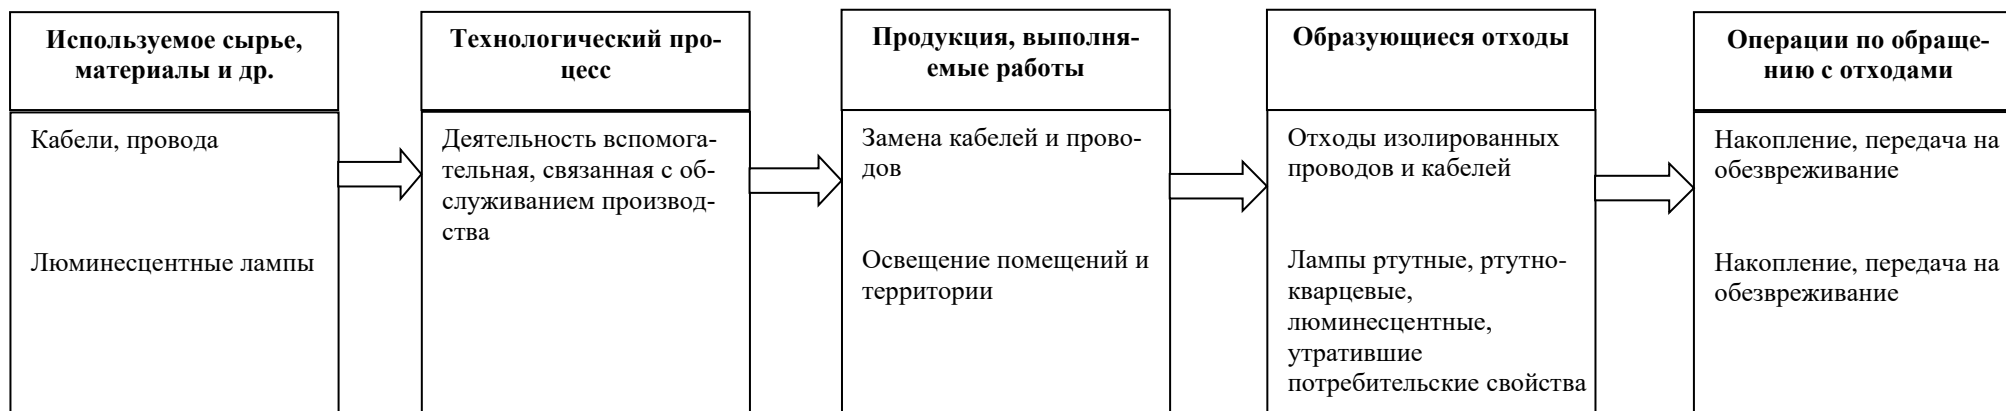 Используемое сырье,
материалы и др.
Кабели, провода
Люминесцентные лампы
Технологический про-
цесс
Деятельность вспомога-
тельная, связанная с об-
служиванием производ-
ства
Продукция, выполня-
емые работы
Замена кабелей и прово-
дов
Освещение помещений и
территории
Образующиеся отходы
Отходы изолированных
проводов и кабелей
Лампы ртутные, ртутно-
кварцевые,
люминесцентные,
утратившие
потребительские свойства
Операции по обраще-
нию с отходами
Накопление, передача на
обезвреживание
Накопление, передача на
обезвреживание